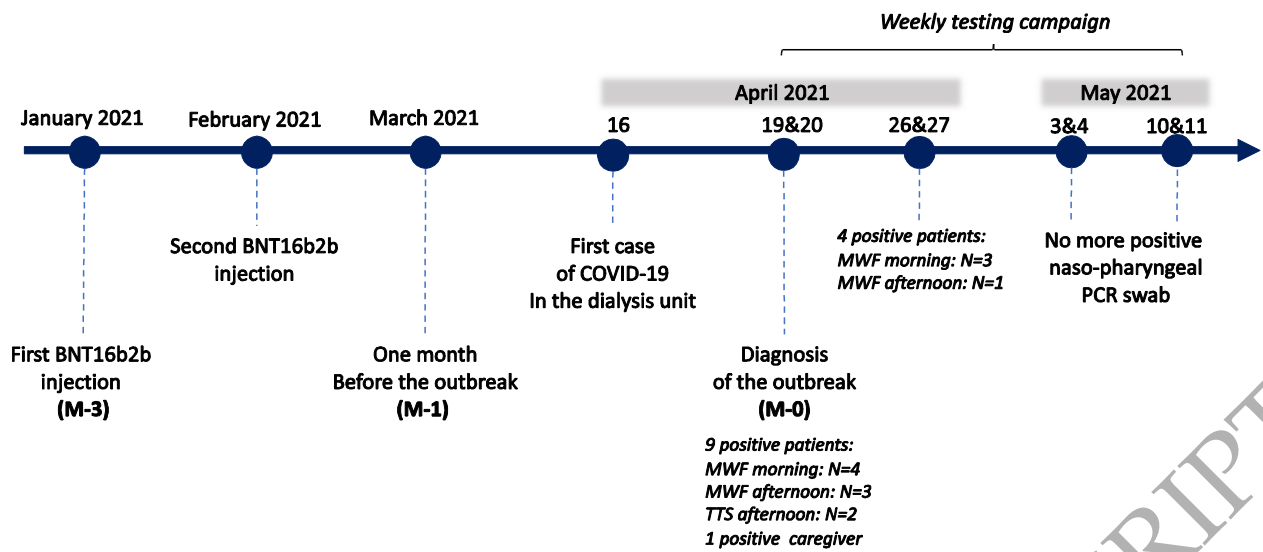 Weekly testing campaign
April 2021
May 2021
January 2021
February 2021
March 2021
16
19&20
26&27
3&4
10&11
Second BNT16b2b
injection
First case
of COVID-19
In the dialysis unit
4 positive patients:
MWF morning: N=3
MWF afternoon: N=1
No more positive
naso-pharyngeal
PCR swab
First BNT16b2b
injection
(M-3)
One month
Before the outbreak
(M-1)
Diagnosis
of the outbreak
(M-0)
9 positive patients:
MWF morning: N=4
MWF afternoon: N=3
TTS afternoon: N=2
1 positive caregiver
RIPT